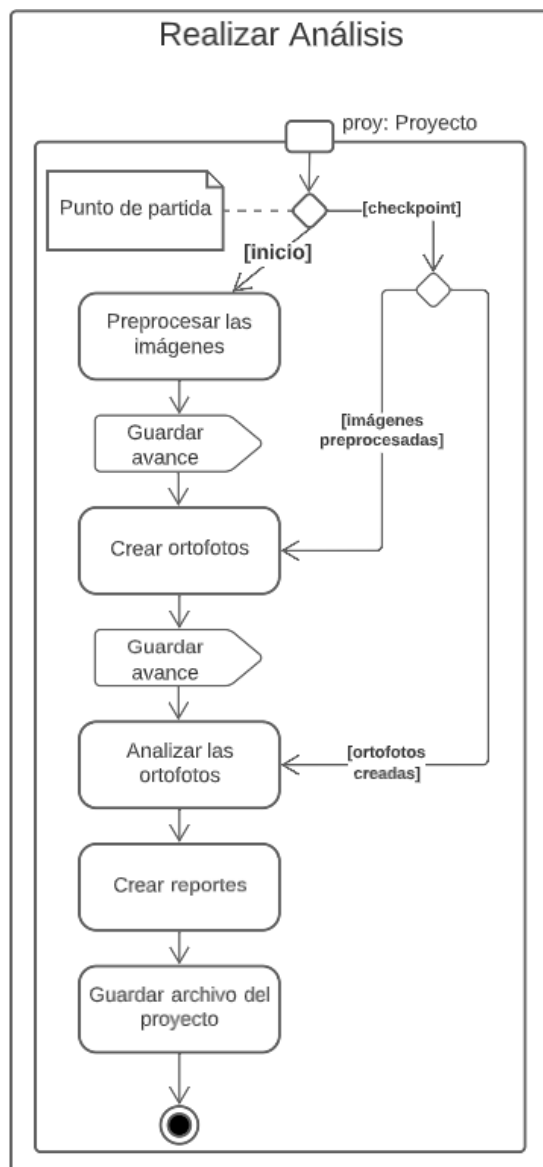 Realizar Análisis
proy: Proyecto
Punto de partida
[checkpoint]
[inicio]
Preprocesar las
imágenes
[imágenes
preprocesadas]
Guardar
avance
Crear ortofotos
Guardar
avance
Analizar las
ortofotos
[ortofotos
creadas]
Crear reportes
Guardar archivo del
proyecto